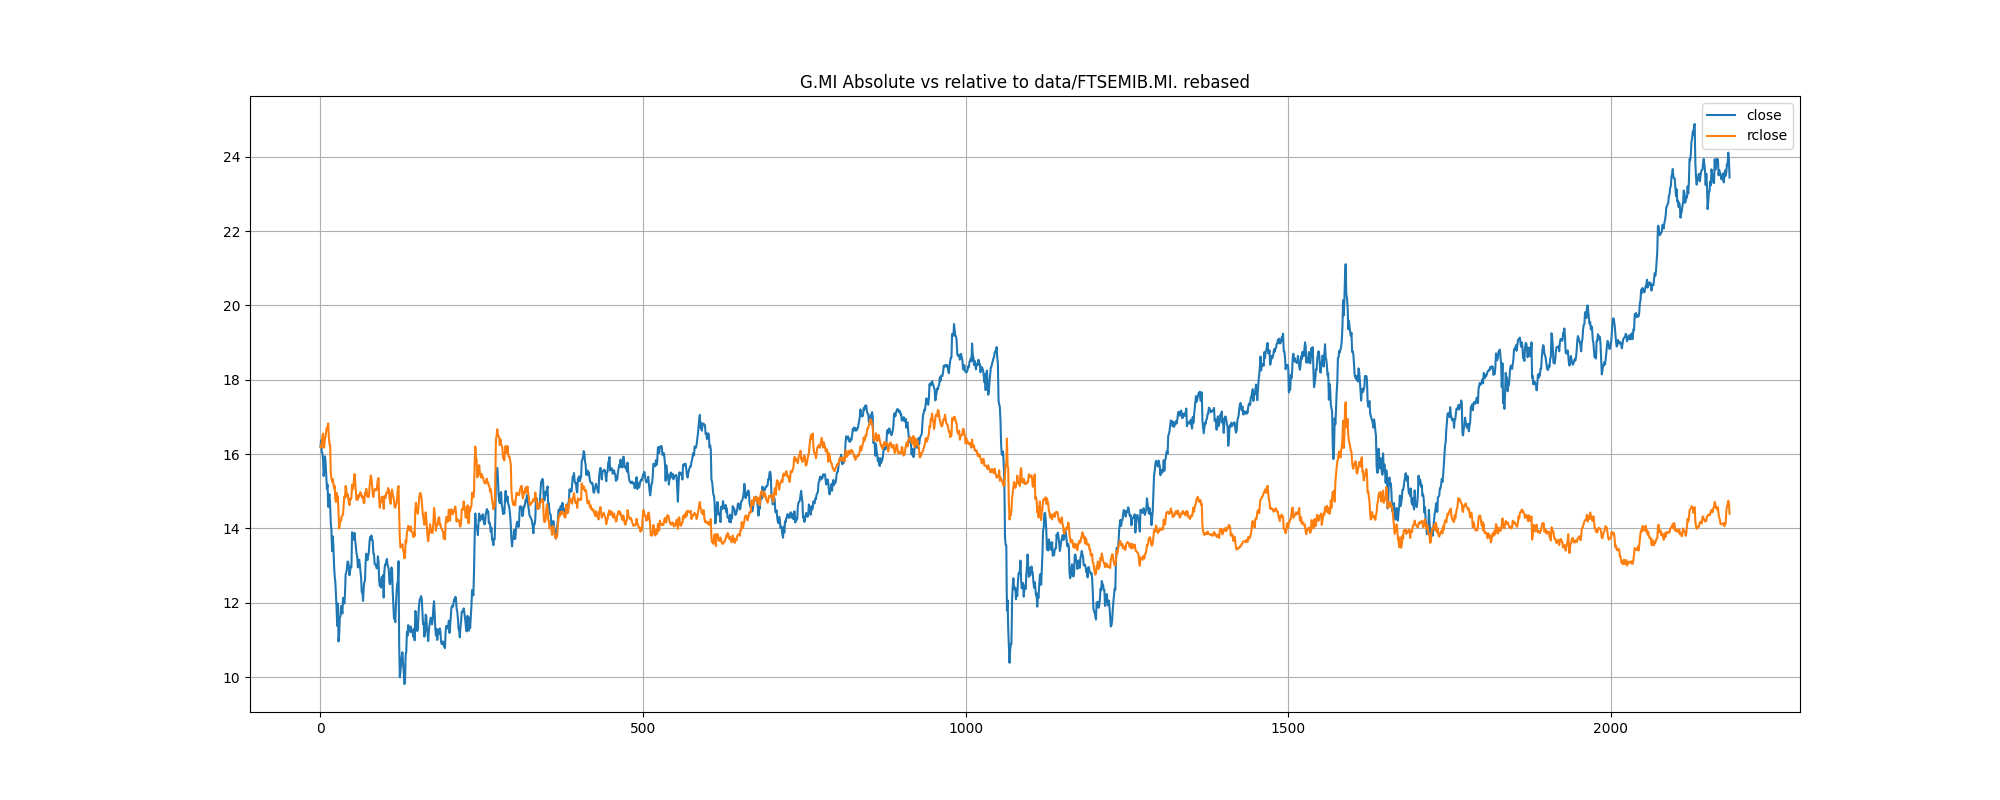 G.MI Absolute vs relative to data/FTSEMIB.MI. rebased
close
rclose
24
22
20
18
16
14
12
10
0 500 1000 1500 2000